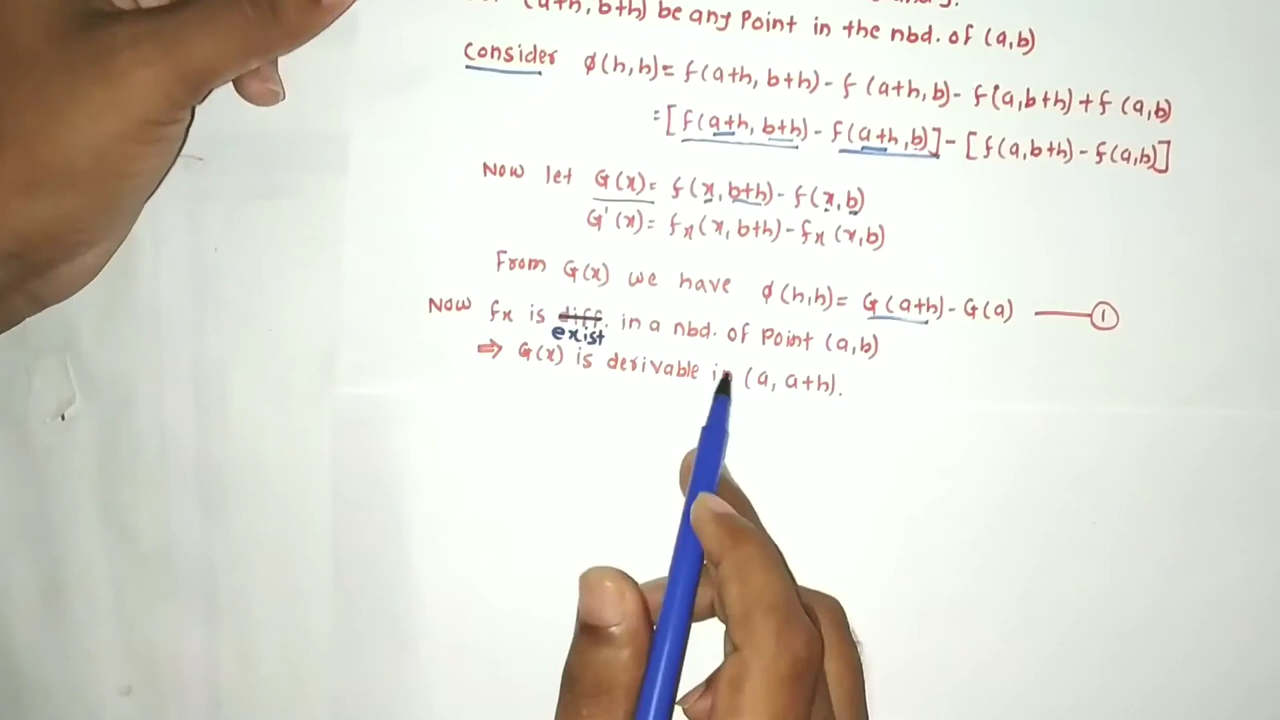 (a+h, b+h) be any point in the nbd. of (a,b)
Consider φ(h,h)= f(a+h, b+h)- f(a+h,b)- f(a,b+h)+f(a,b)
=[f(a+h, b+h)- f(a+h,b)]-[f(a,b+h)-f(a,b)]
Now let G(x)= f(x,b+h)- f(x,b)
G'(x)= fx(x,b+h)-fx(x,b)
From G(x) we have φ(h,h)= G(a+h)-G(a) — 1
Now fx is diff. exist in a nbd. of point (a,b)
⇒ G(x) is derivable in (a, a+h).